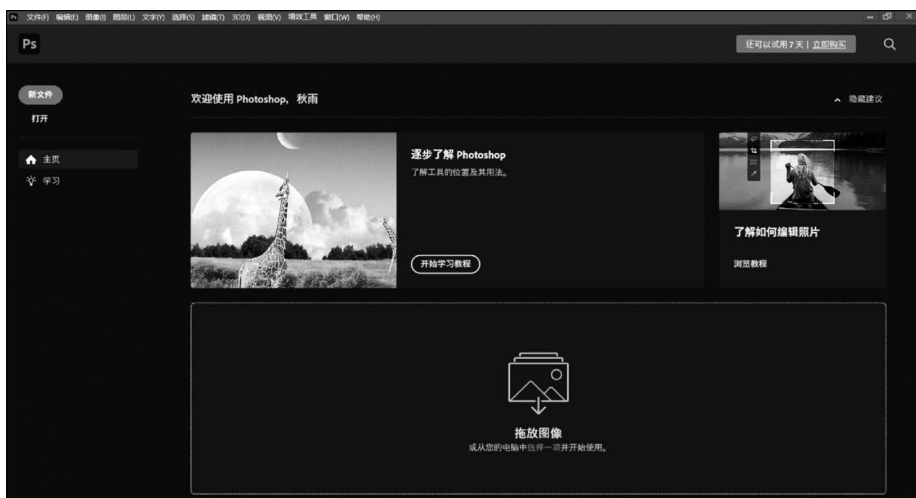 Ps 文件(F) 编辑(E) 图像(I) 图层(L) 文字(Y) 选择(S) 滤镜(T) 3D(D) 视图(V) 增效工具 窗口(W) 帮助(H)
Ps
还可以试用 7 天 | 立即购买
新文件
打开
主页
学习
欢迎使用 Photoshop，秋雨
隐藏建议
逐步了解 Photoshop
了解工具的位置及其用法。
开始学习教程
了解如何编辑照片
浏览教程
拖放图像
或从您的电脑中选择一项并开始使用。